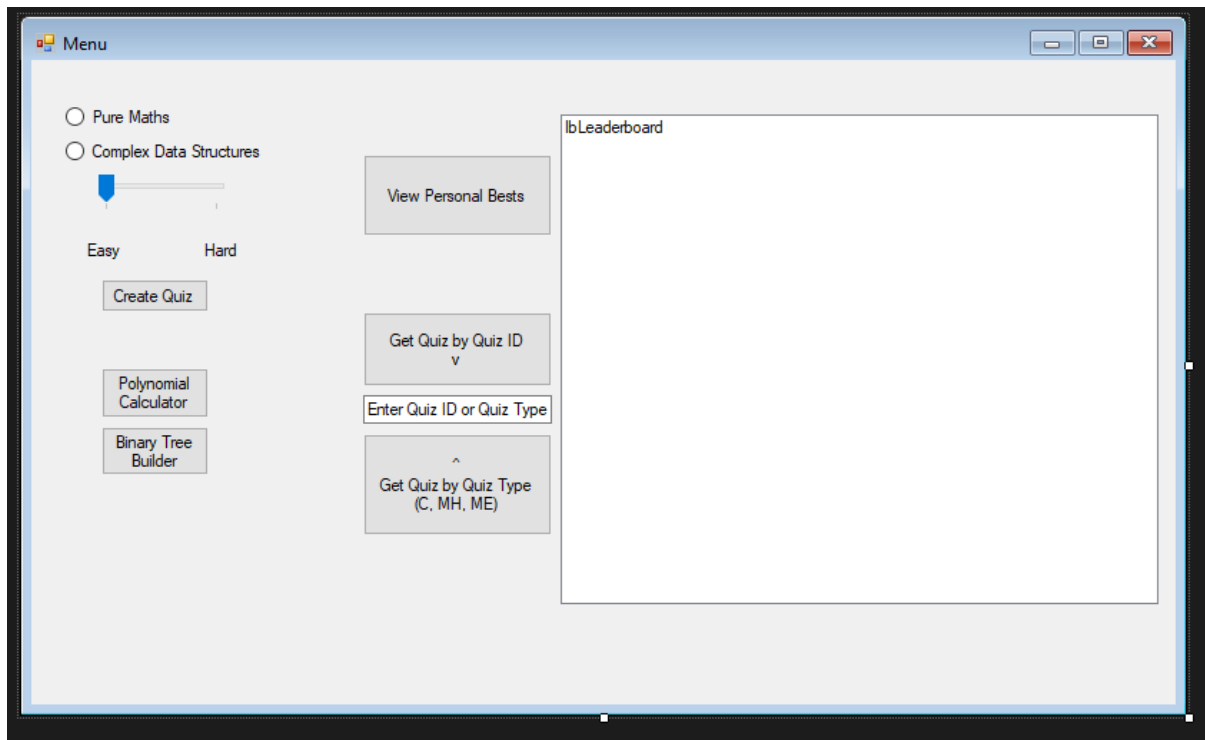 Menu
Pure Maths
Complex Data Structures
Easy
Hard
Create Quiz
Polynomial
Calculator
Binary Tree
Builder
View Personal Bests
Get Quiz by Quiz ID
v
Enter Quiz ID or Quiz Type
^
Get Quiz by Quiz Type
(C, MH, ME)
lbLeaderboard